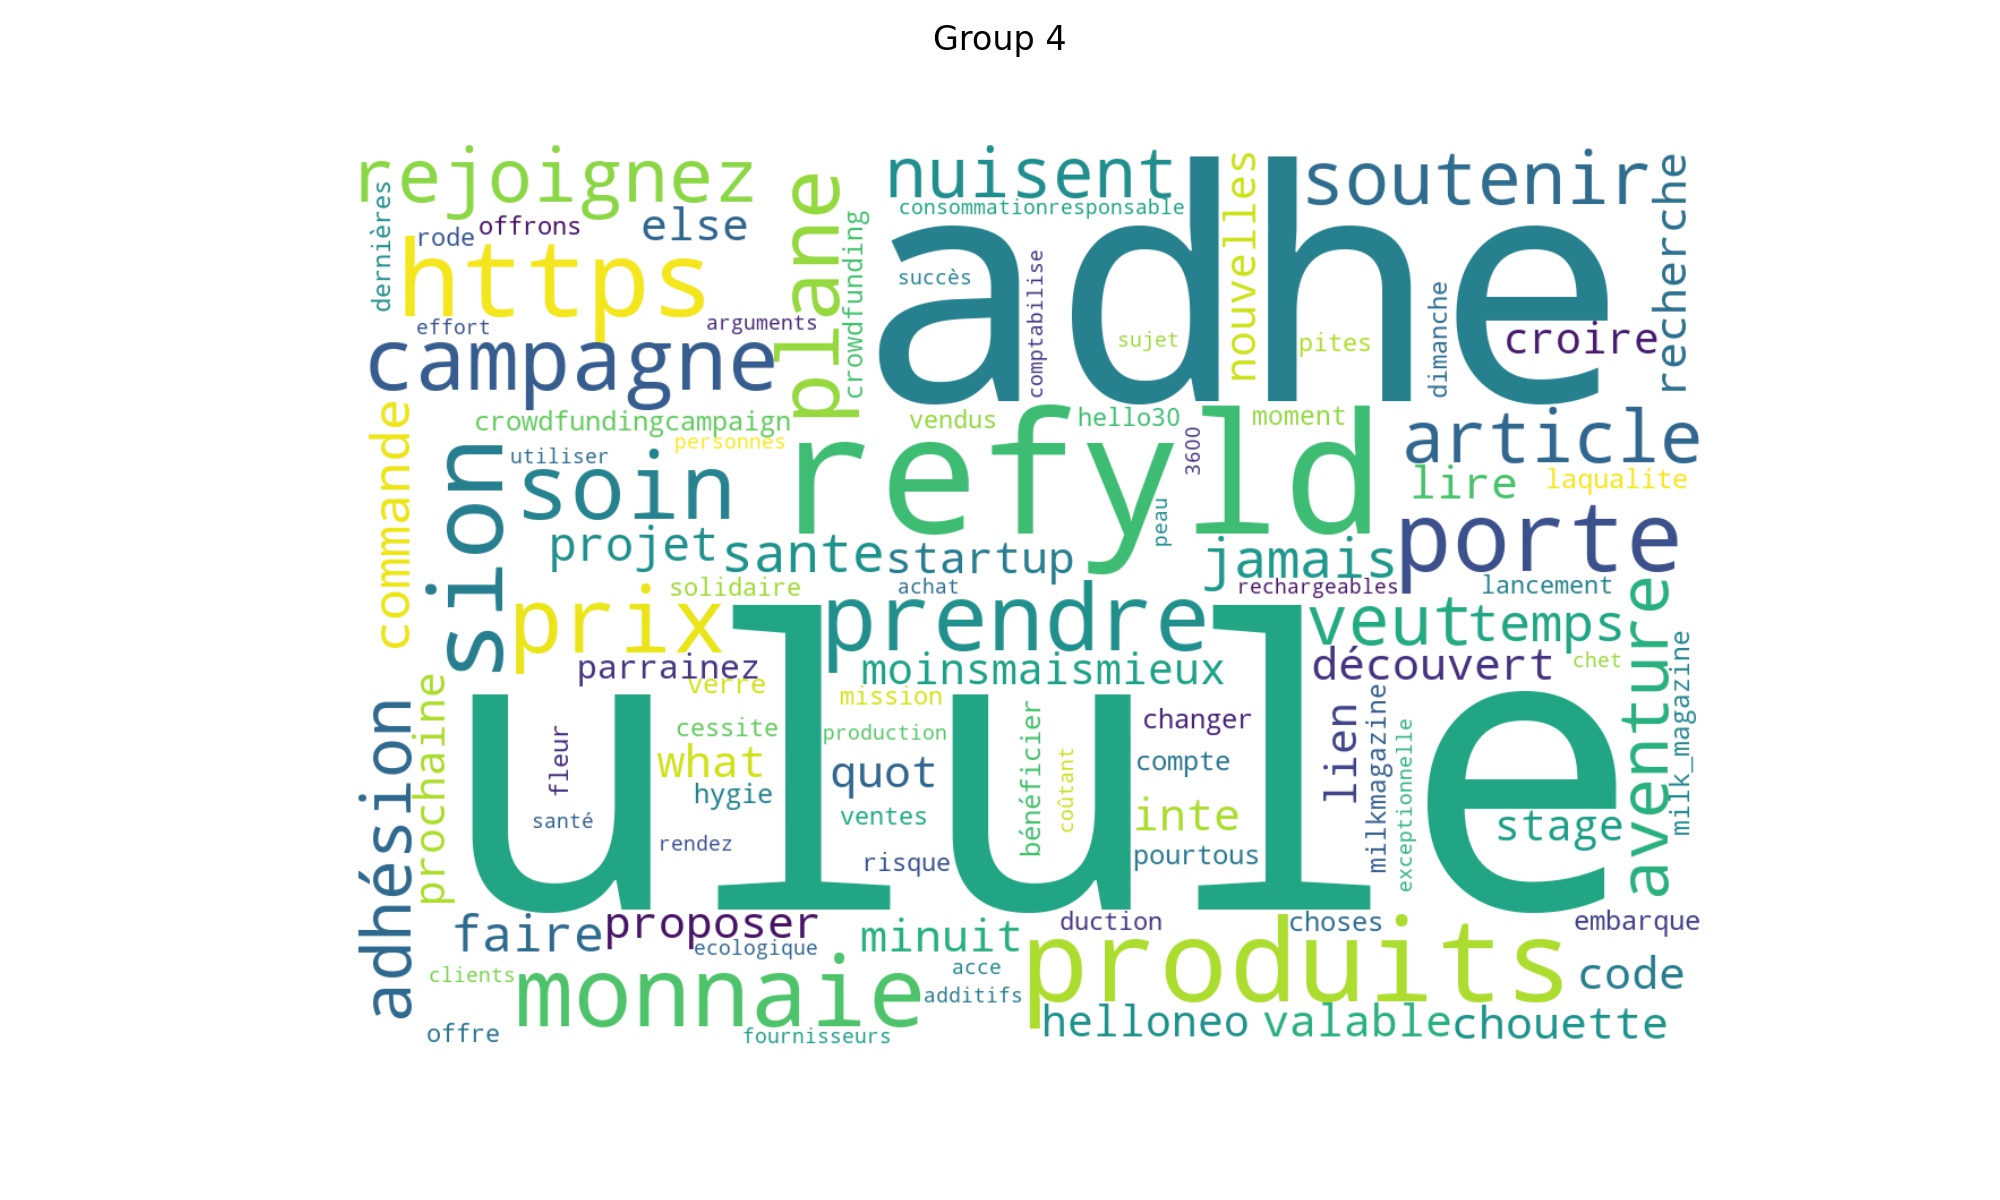 Group 4
rejoignez
nuisent
soutenir
nouvelles
recherche
plane
dernières
offrons
else
rode
consommationresponsable
adhe
https
crowdfunding
succès
comptabilise
sujet
pites
dimanche
croire
effort
arguments
campagne
commande
crowdfundingcampaign
personnes
vendus
hello30
moment
article
sion
utiliser
soin
refyld
3600
peau
lire
laqualite
porte
projet
sante
startup
jamais
solidaire
achat
rechargeables
lancement
prix
prendre
veut
temps
aventure
parrainez
verre
moinsmaismieux
découvert
chet
milk_magazine
adhésion
prochaine
ulule
fleur
cessite
mission
production
bénéficier
coûtant
changer
lien
milkmagazine
exceptionnelle
what
quot
compte
hygie
santé
ventes
inte
stage
rendez
risque
pourtous
faire
proposer
ecologique
minuit
duction
choses
embarque
produits
clients
monnaie
acce
additifs
code
offre
fournisseurs
helloneo
valable
chouette